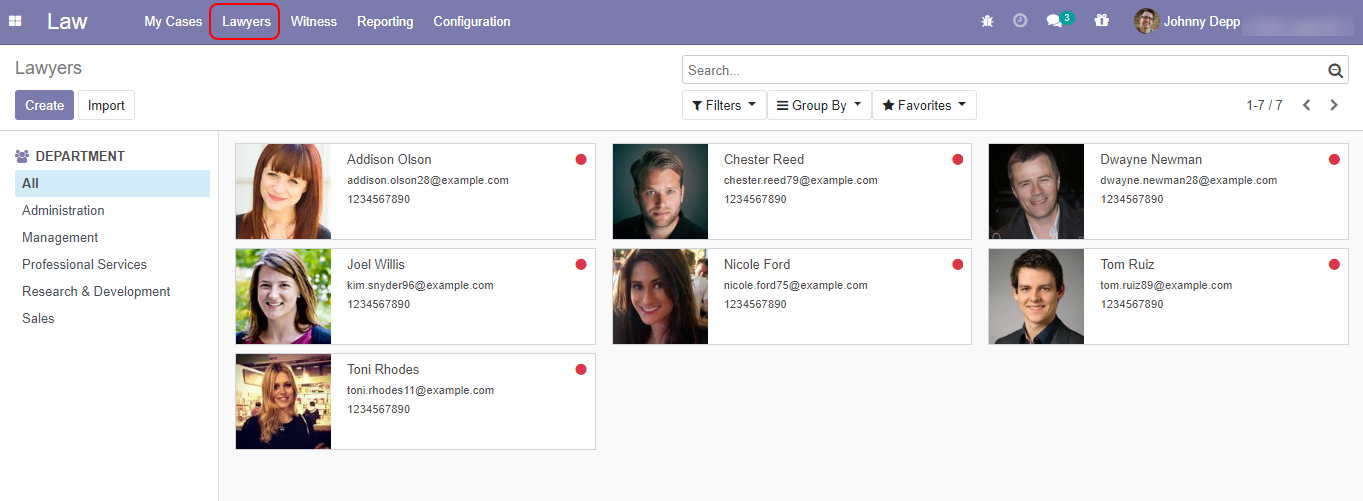 Law My Cases Lawyers Witness Reporting Configuration 3 Johnny Depp
Lawyers
Search...
Create Import Filters Group By Favorites 1-7 / 7
DEPARTMENT
All
Administration
Management
Professional Services
Research & Development
Sales
Addison Olson
addison.olson28@example.com
1234567890
Chester Reed
chester.reed79@example.com
1234567890
Dwayne Newman
dwayne.newman28@example.com
1234567890
Joel Willis
kim.snyder96@example.com
1234567890
Nicole Ford
nicole.ford75@example.com
1234567890
Tom Ruiz
tom.ruiz89@example.com
1234567890
Toni Rhodes
toni.rhodes11@example.com
1234567890